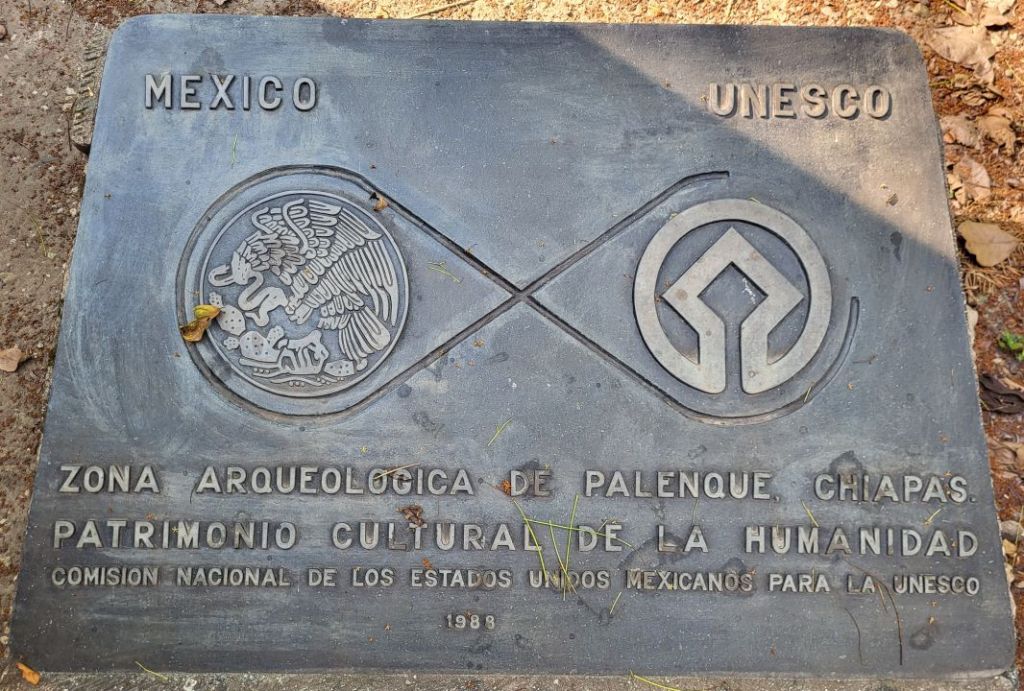 MEXICO UNESCO
ZONA ARQUEOLOGICA DE PALENQUE, CHIAPAS.
PATRIMONIO CULTURAL DE LA HUMANIDAD
COMISION NACIONAL DE LOS ESTADOS UNIDOS MEXICANOS PARA LA UNESCO
1988